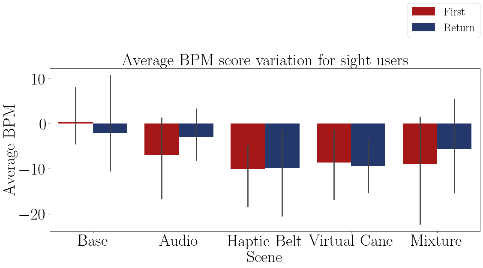 First
Return
Average BPM score variation for sight users
Average BPM
10
0
−10
−20
Base Audio Haptic Belt Virtual Cane Mixture
Scene